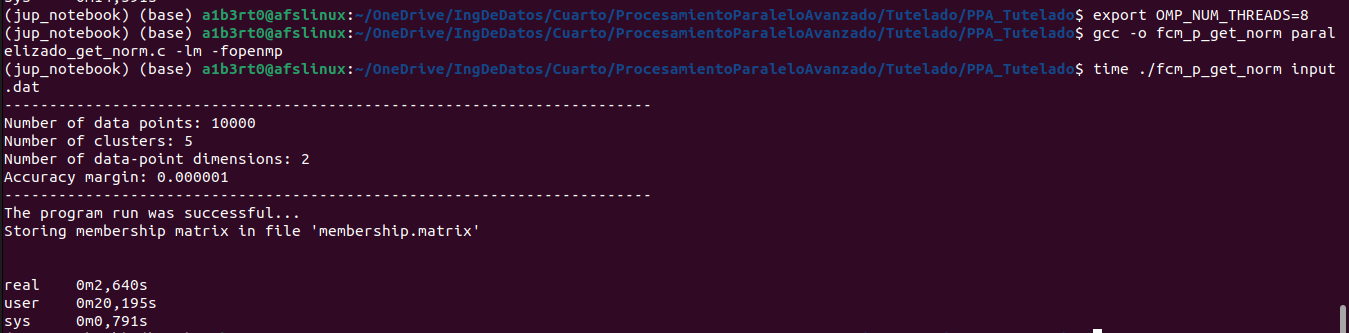 (jup_notebook) (base) a1b3rt0@afslinux:~/OneDrive/IngDeDatos/Cuarto/ProcesamientoParaleloAvanzado/Tutelado/PPA_Tutelado$ export OMP_NUM_THREADS=8
(jup_notebook) (base) a1b3rt0@afslinux:~/OneDrive/IngDeDatos/Cuarto/ProcesamientoParaleloAvanzado/Tutelado/PPA_Tutelado$ gcc -o fcm_p_get_norm paral
elizado_get_norm.c -lm -fopenmp
(jup_notebook) (base) a1b3rt0@afslinux:~/OneDrive/IngDeDatos/Cuarto/ProcesamientoParaleloAvanzado/Tutelado/PPA_Tutelado$ time ./fcm_p_get_norm input
.dat
------------------------------------------------------------------------
Number of data points: 10000
Number of clusters: 5
Number of data-point dimensions: 2
Accuracy margin: 0.000001
------------------------------------------------------------------------
The program run was successful...
Storing membership matrix in file 'membership.matrix'
real 0m2,640s
user 0m20,195s
sys 0m0,791s